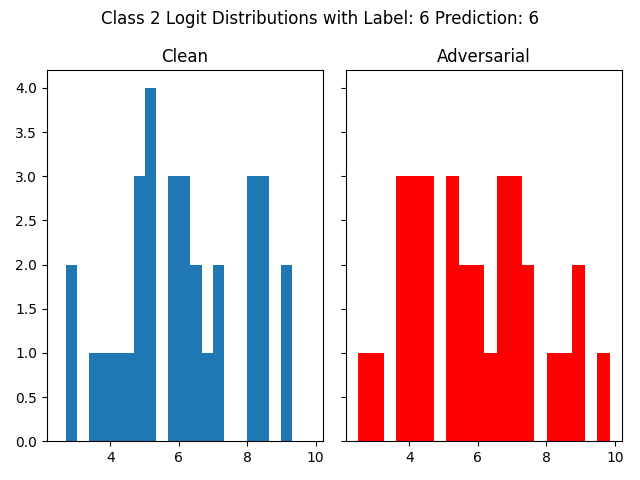 Class 2 Logit Distributions with Label: 6 Prediction: 6
Clean
Adversarial
4.0
3.5
3.0
2.5
2.0
1.5
1.0
0.5
0.0
4 6 8 10
4 6 8 10